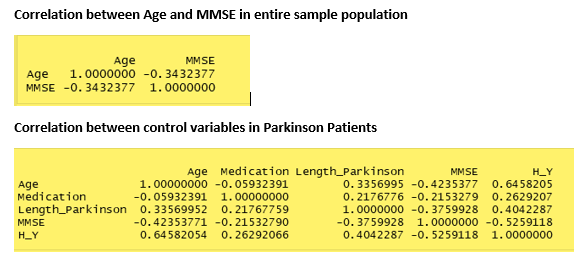 Correlation between Age and MMSE in entire sample population
Age MMSE
Age 1.0000000 -0.3432377
MMSE -0.3432377 1.0000000
Correlation between control variables in Parkinson Patients
Age Medication Length_Parkinson MMSE H_Y
Age 1.00000000 -0.05932391 0.3356995 -0.4235377 0.6458205
Medication -0.05932391 1.00000000 0.2176776 -0.2153279 0.2629207
Length_Parkinson 0.33569952 0.21767759 1.0000000 -0.3759928 0.4042287
MMSE -0.42353771 -0.21532790 -0.3759928 1.0000000 -0.5259118
H_Y 0.64582054 0.26292066 0.4042287 -0.5259118 1.0000000